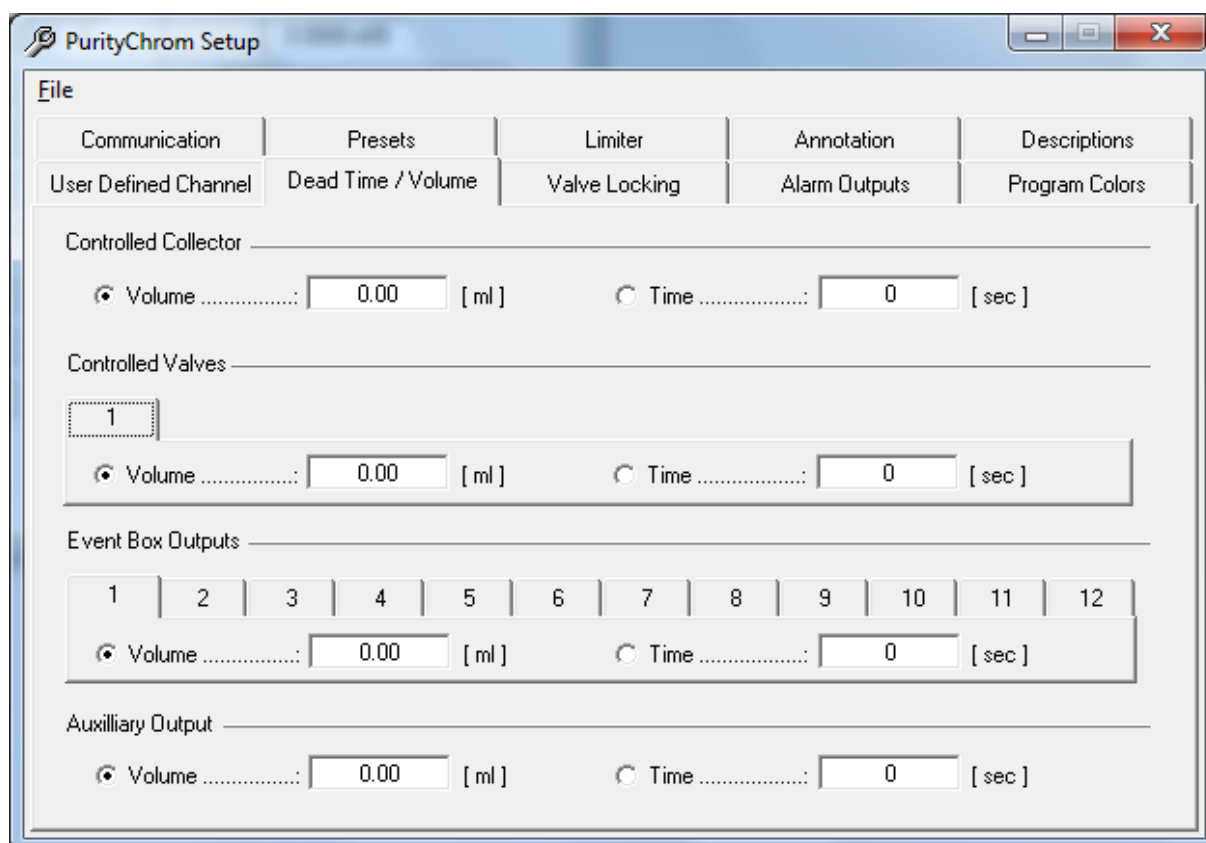 PurityChrom Setup
File
Communication Presets Limiter Annotation Descriptions
User Defined Channel Dead Time / Volume Valve Locking Alarm Outputs Program Colors
Controlled Collector
Volume ................: 0.00 [ ml ] Time ..................: 0 [ sec ]
Controlled Valves
1
Volume ................: 0.00 [ ml ] Time ..................: 0 [ sec ]
Event Box Outputs
1 2 3 4 5 6 7 8 9 10 11 12
Volume ................: 0.00 [ ml ] Time ..................: 0 [ sec ]
Auxilliary Output
Volume ................: 0.00 [ ml ] Time ..................: 0 [ sec ]